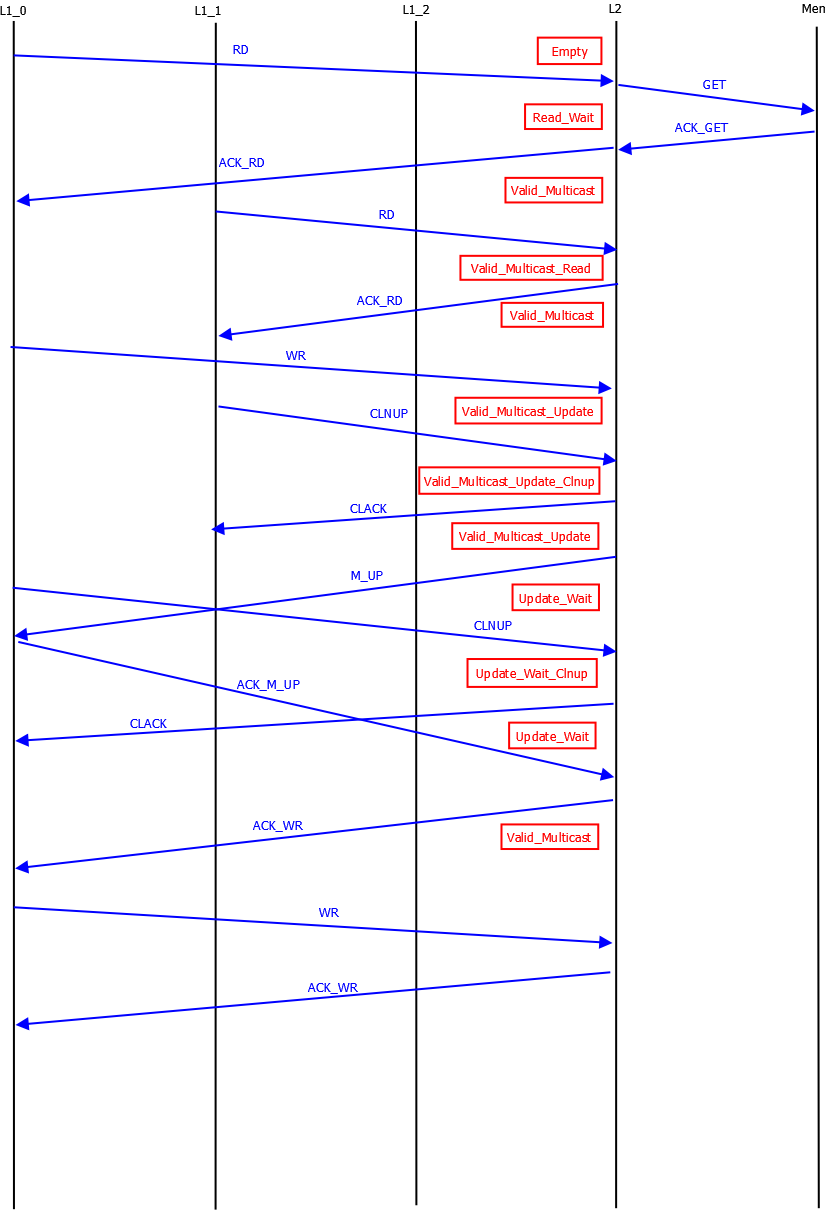 L1_0
L1_1
L1_2
L2
Men
RD
Empty
GET
Read_Wait
ACK_GET
ACK_RD
Valid_Multicast
RD
Valid_Multicast_Read
ACK_RD
Valid_Multicast
WR
Valid_Multicast_Update
CLNUP
Valid_Multicast_Update_Clnup
CLACK
Valid_Multicast_Update
M_UP
Update_Wait
CLNUP
Update_Wait_Clnup
ACK_M_UP
CLACK
Update_Wait
ACK_WR
Valid_Multicast
WR
ACK_WR